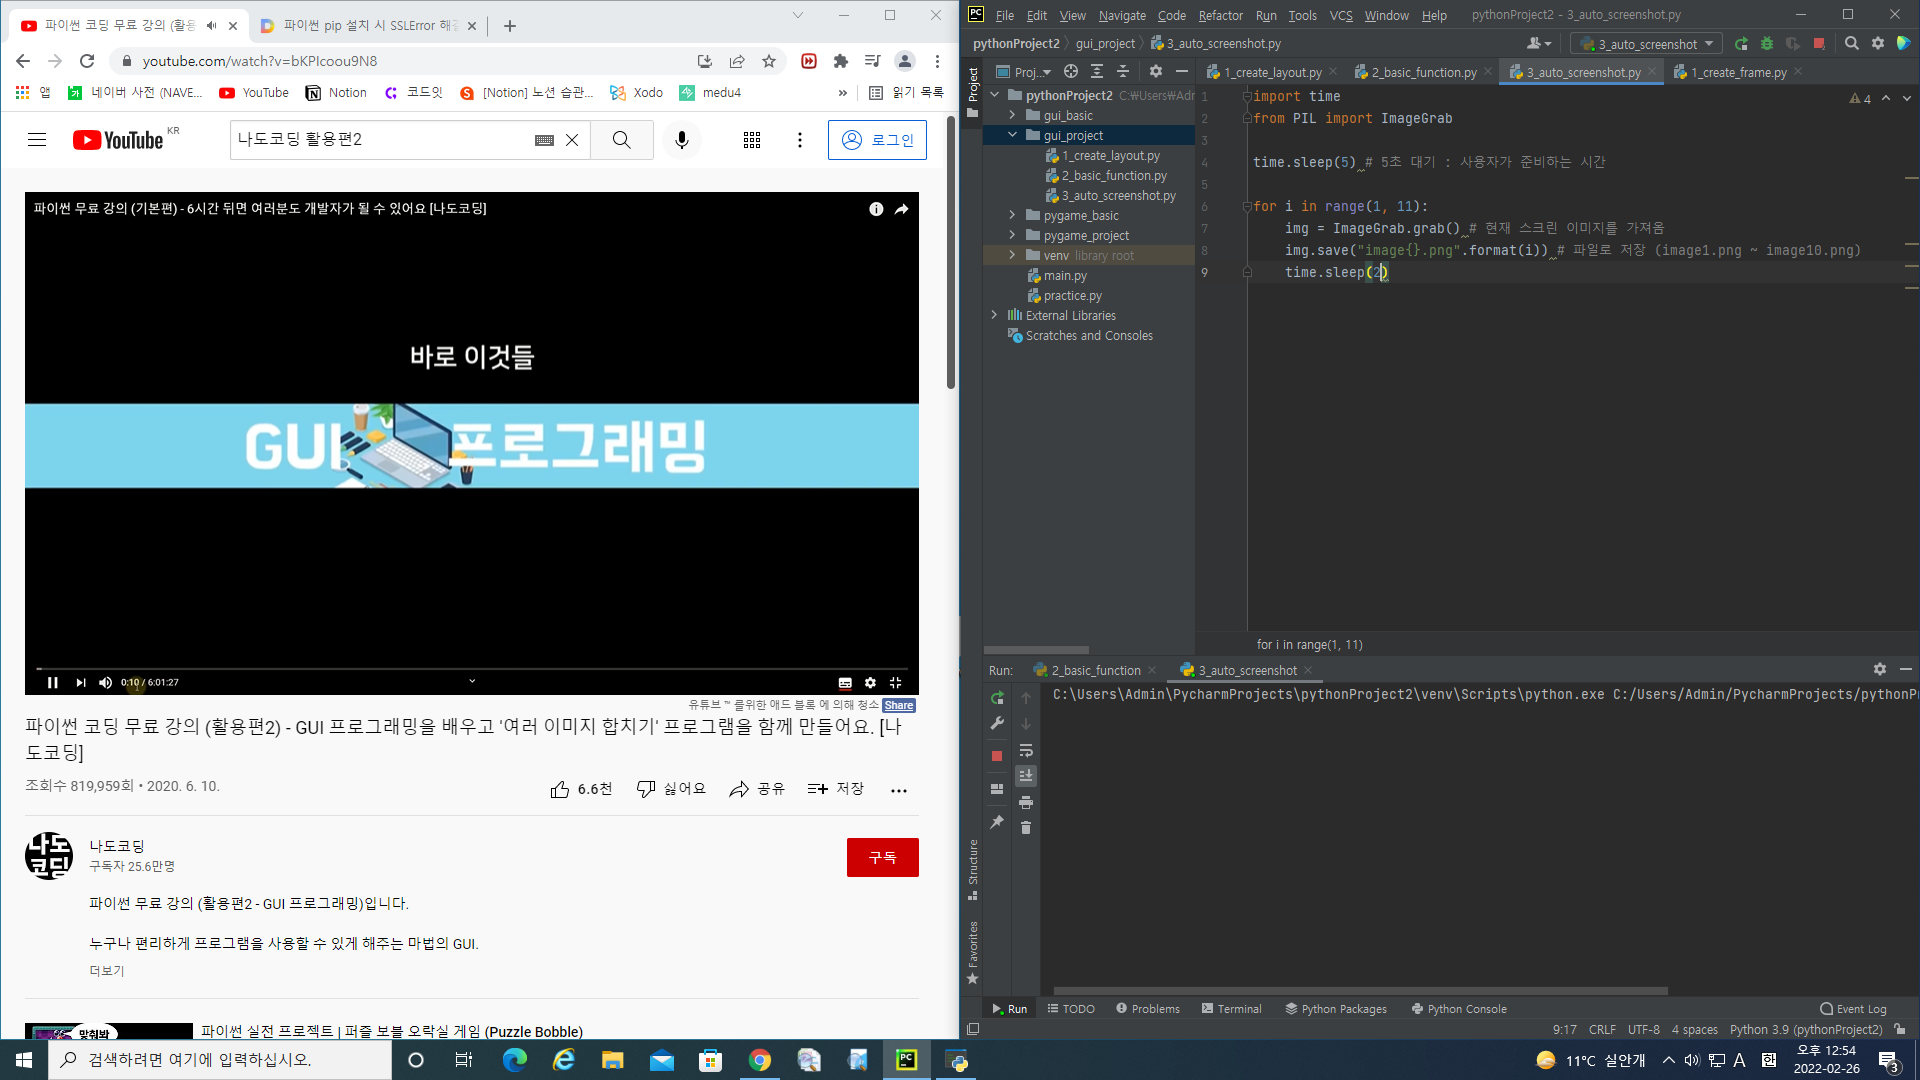 파이썬 코딩 무료 강의 (활용
파이썬 pip 설치 시 SSLError 해결
youtube.com/watch?v=bKPIcoou9N8
앱
네이버 사전 (NAVE...
YouTube
Notion
코드잇
[Notion] 노션 습관...
Xodo
medu4
»
읽기 목록
YouTube KR
나도코딩 활용편2
로그인
파이썬 무료 강의 (기본편) - 6시간 뒤면 여러분도 개발자가 될 수 있어요 [나도코딩]
바로 이것들
GUI 프로그래밍
0:10 / 6:01:27
유튜브™ 를위한 애드 블록 에 의해 청소 Share
파이썬 코딩 무료 강의 (활용편2) - GUI 프로그래밍을 배우고 '여러 이미지 합치기' 프로그램을 함께 만들어요. [나
도코딩]
조회수 819,959회 • 2020. 6. 10.
6.6천
싫어요
공유
저장
나도코딩
구독자 25.6만명
구독
나도
코딩
파이썬 무료 강의 (활용편2 - GUI 프로그래밍)입니다.
누구나 편리하게 프로그램을 사용할 수 있게 해주는 마법의 GUI.
더보기
맞춰봐
파이썬 실전 프로젝트 | 퍼즐 보블 오락실 게임 (Puzzle Bobble)
PC File Edit View Navigate Code Refactor Run Tools VCS Window Help pythonProject2 - 3_auto_screenshot.py
pythonProject2 gui_project 3_auto_screenshot.py
3_auto_screenshot
Project
Proj...
1_create_layout.py
2_basic_function.py
3_auto_screenshot.py
1_create_frame.py
pythonProject2 C:₩Users₩Adr
gui_basic
gui_project
1_create_layout.py
2_basic_function.py
3_auto_screenshot.py
pygame_basic
pygame_project
venv library root
main.py
practice.py
External Libraries
Scratches and Consoles
4
1 import time
2 from PIL import ImageGrab
3
4 time.sleep(5) # 5초 대기 : 사용자가 준비하는 시간
5
6 for i in range(1, 11):
7 img = ImageGrab.grab() # 현재 스크린 이미지를 가져옴
8 img.save("image{}.png".format(i)) # 파일로 저장 (image1.png ~ image10.png)
9 time.sleep(2)
for i in range(1, 11)
Run:
2_basic_function
3_auto_screenshot
C:\Users\Admin\PycharmProjects\pythonProject2\venv\Scripts\python.exe C:/Users/Admin/PycharmProjects/pythonP
Structure
Favorites
Run
TODO
Problems
Terminal
Python Packages
Python Console
Event Log
9:17 CRLF UTF-8 4 spaces Python 3.9 (pythonProject2)
검색하려면 여기에 입력하십시오.
PC
11°C 실안개
A
한
오후 12:54
2022-02-26
3